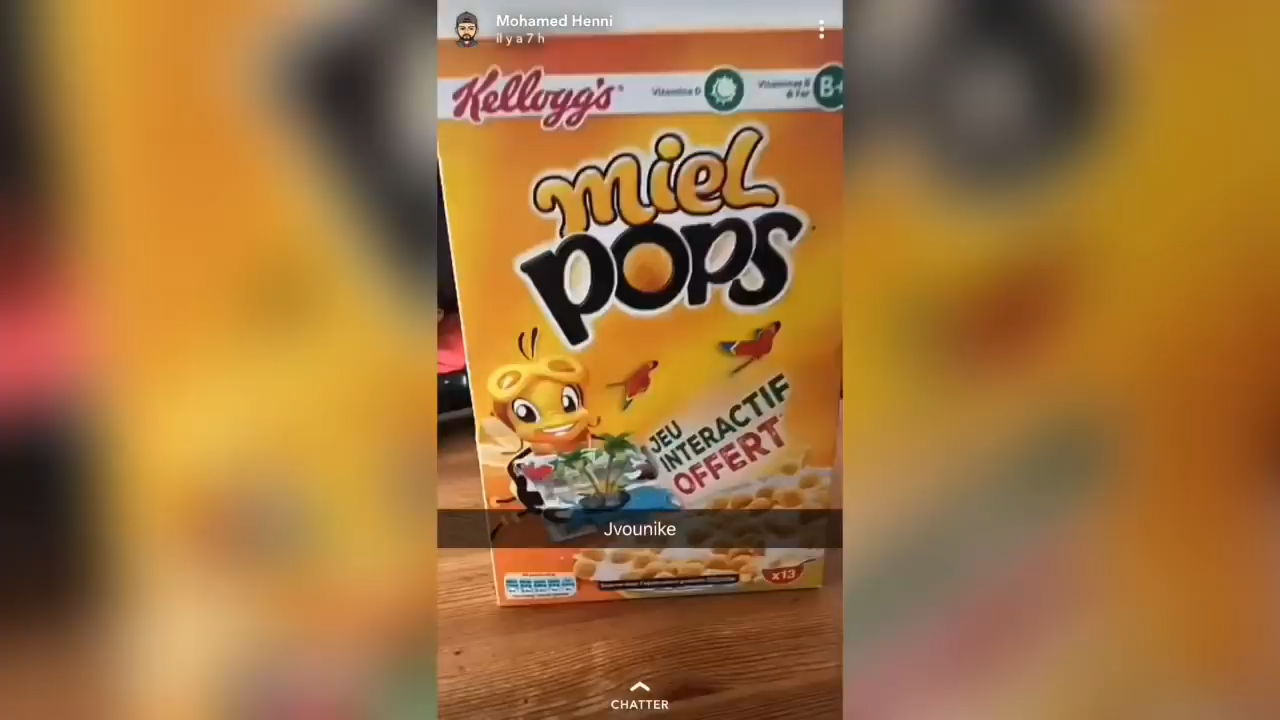 Mohamed Henni
il y a 7 h
Kellogg's
Vitamine D
Vitamines B
& Fer
B+
miel
pops
JEU
INTERACTIF
OFFERT
Jvounike
x13
CHATTER